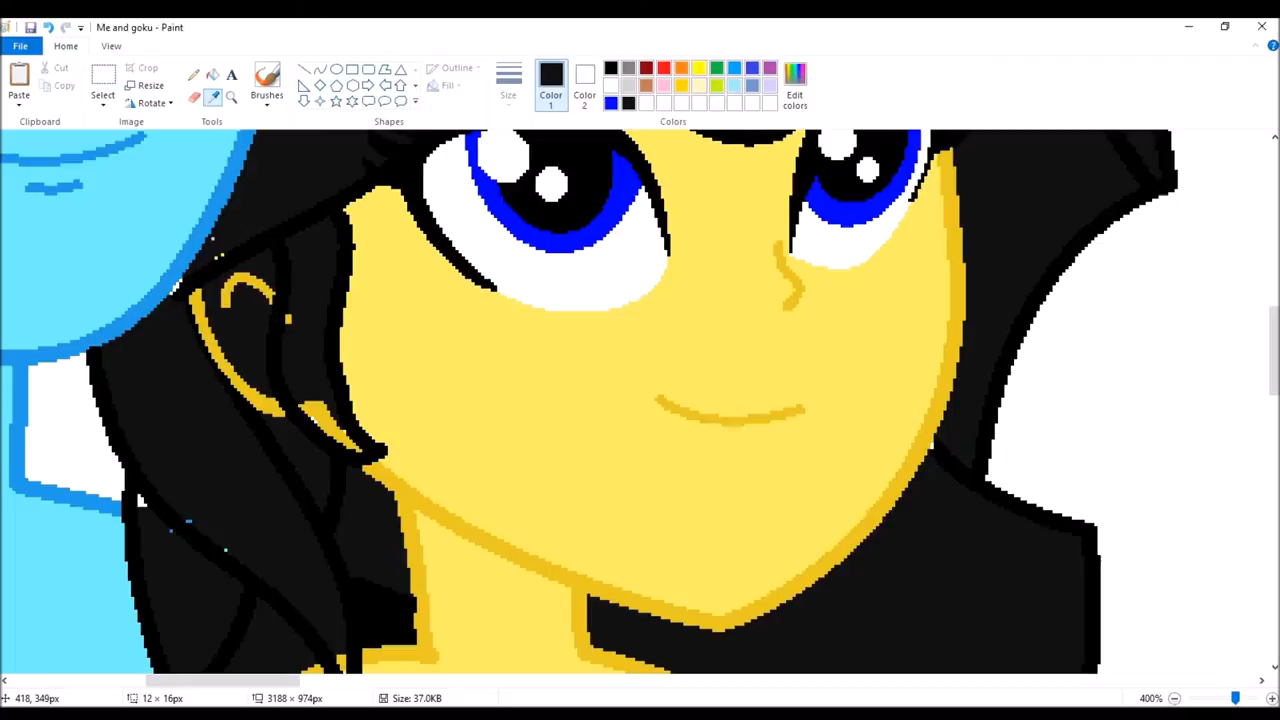 Me and goku - Paint
File Home View
Paste
Cut
Copy
Clipboard
Select
Crop
Resize
Rotate
Image
A
Tools
Brushes
Shapes
Outline
Fill
Size
Color 1
Color 2
Colors
Edit colors
418, 349px
12 × 16px
3188 × 974px
Size: 37.0KB
400%